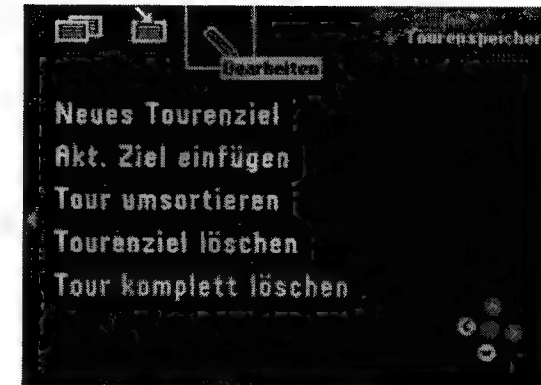 Tourenspeicher
Bearbeiten
Neues Tourenziel
Akt. Ziel einfügen
Tour umsortieren
Tourenziel löschen
Tour komplett löschen